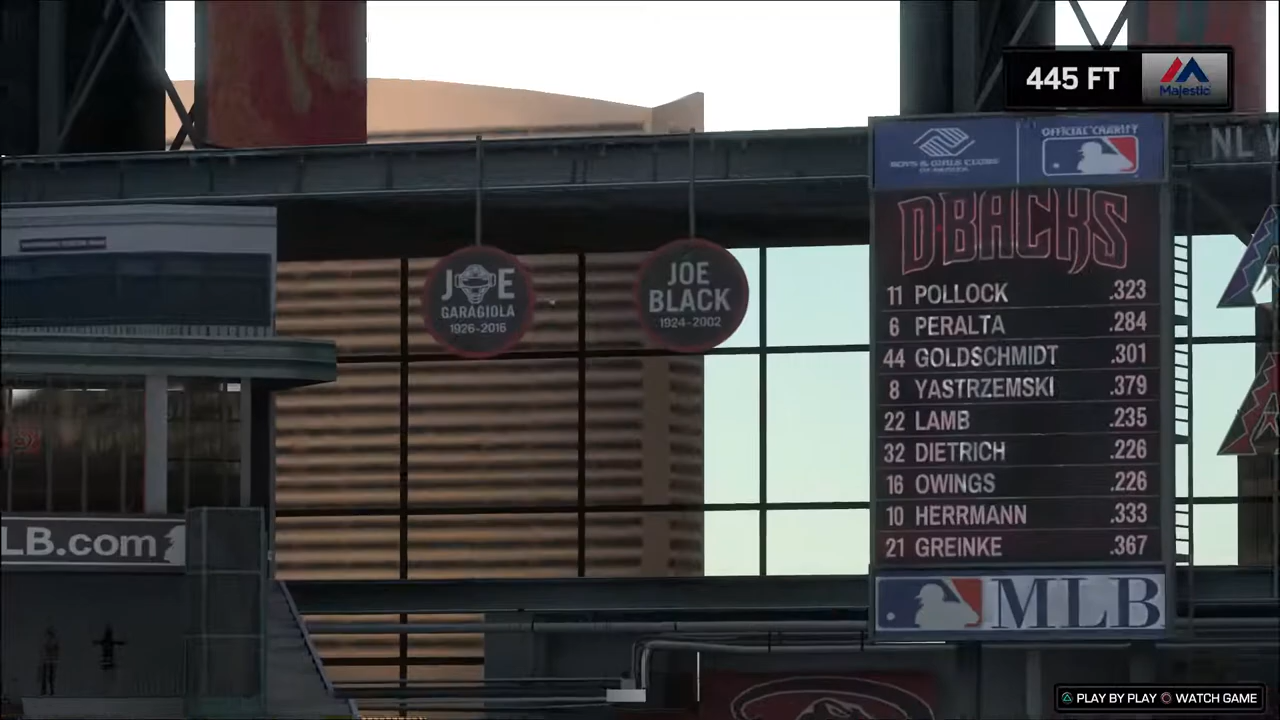 445 FT
Majestic
NL
BOYS & GIRLS CLUBS
OF AMERICA
OFFICIAL CHARITY
DBACKS
11 POLLOCK .323
6 PERALTA .284
44 GOLDSCHMIDT .301
8 YASTRZEMSKI .379
22 LAMB .235
32 DIETRICH .226
16 OWINGS .226
10 HERRMANN .333
21 GREINKE .367
MLB
JOE
GARAGIOLA
1926-2016
JOE
BLACK
1924-2002
LB.com
PLAY BY PLAY WATCH GAME